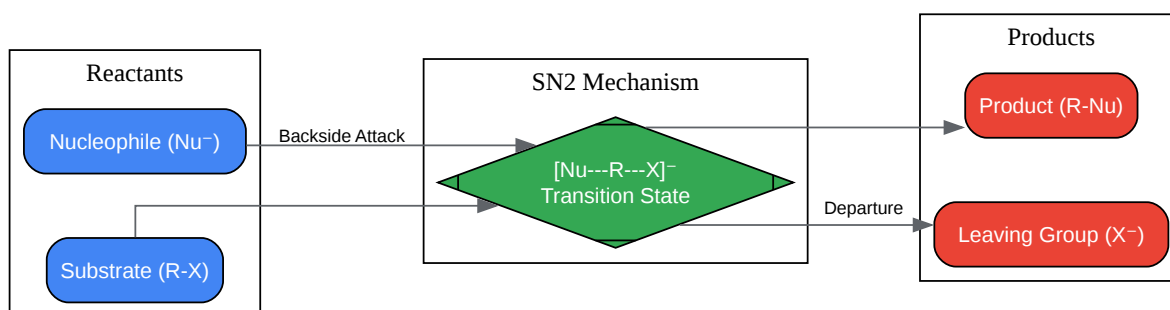 Reactants
Nucleophile (Nu⁻)
Substrate (R-X)
Backside Attack
SN2 Mechanism
[Nu---R---X]⁻
Transition State
Departure
Products
Product (R-Nu)
Leaving Group (X⁻)